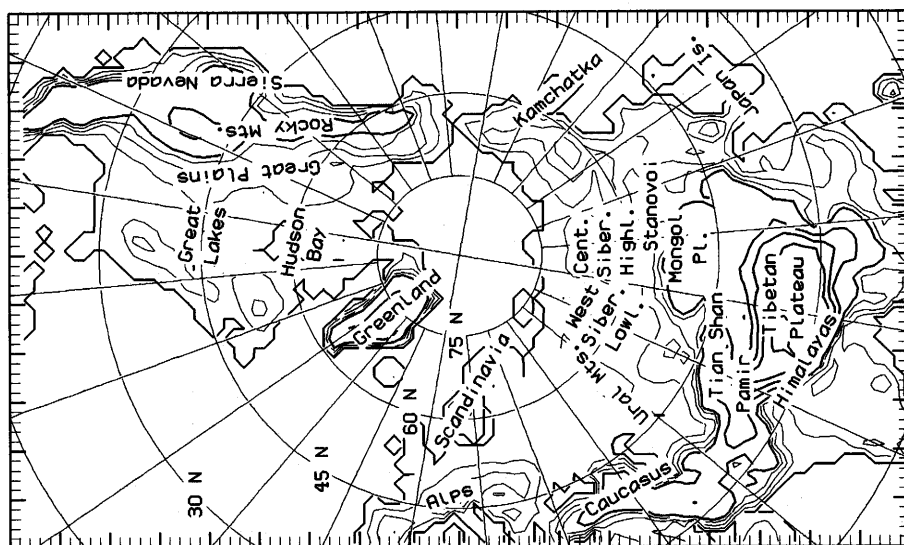 Sierra Nevada
Rocky Mts.
Great Plains
Great
Lakes
Hudson
Bay
Greenland
75 N
60 N
45 N
30 N
Scandinavia
Alps
Caucasus
Ural Mts.
West
Siber.
Lowl.
Cent.
Siber.
Highl.
Stanovoi
Mongol.
Pl.
Kamchatka
Japan Is.
Tian Shan
Pamir
Tibetan
Plateau
Himalayas